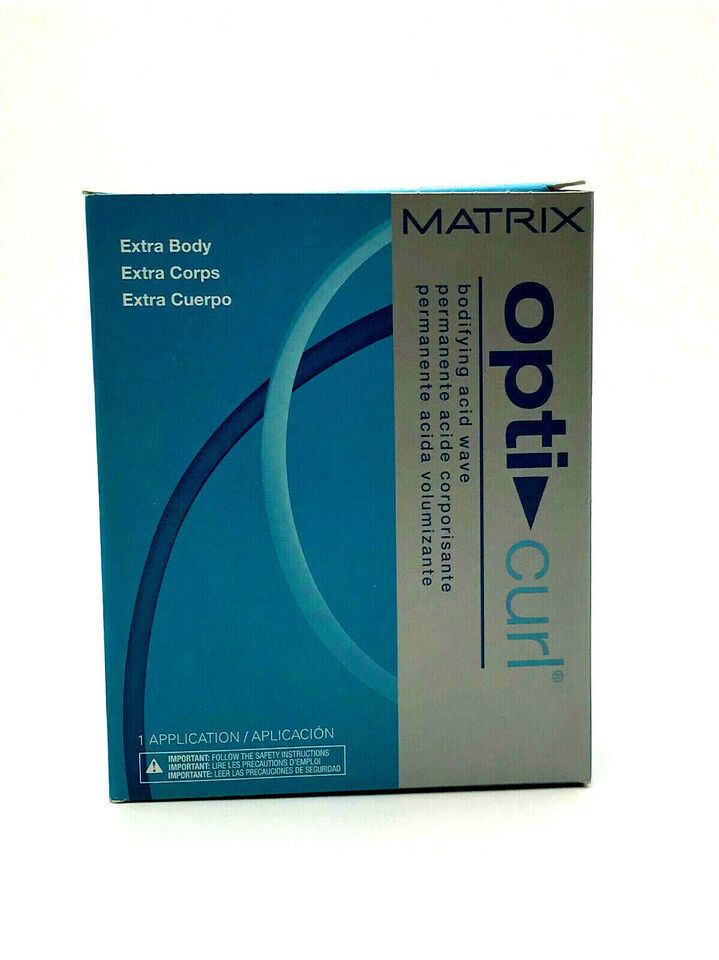 Extra Body
Extra Corps
Extra Cuerpo
MATRIX
opti curl®
bodifying acid wave
permanente acide corporisante
permanente acida volumizante
1 APPLICATION / APLICACIÓN
IMPORTANT: FOLLOW THE SAFETY INSTRUCTIONS
IMPORTANT: LIRE LES PRECAUTIONS D'EMPLOI
IMPORTANTE: LEER LAS PRECAUCIONES DE SEGURIDAD